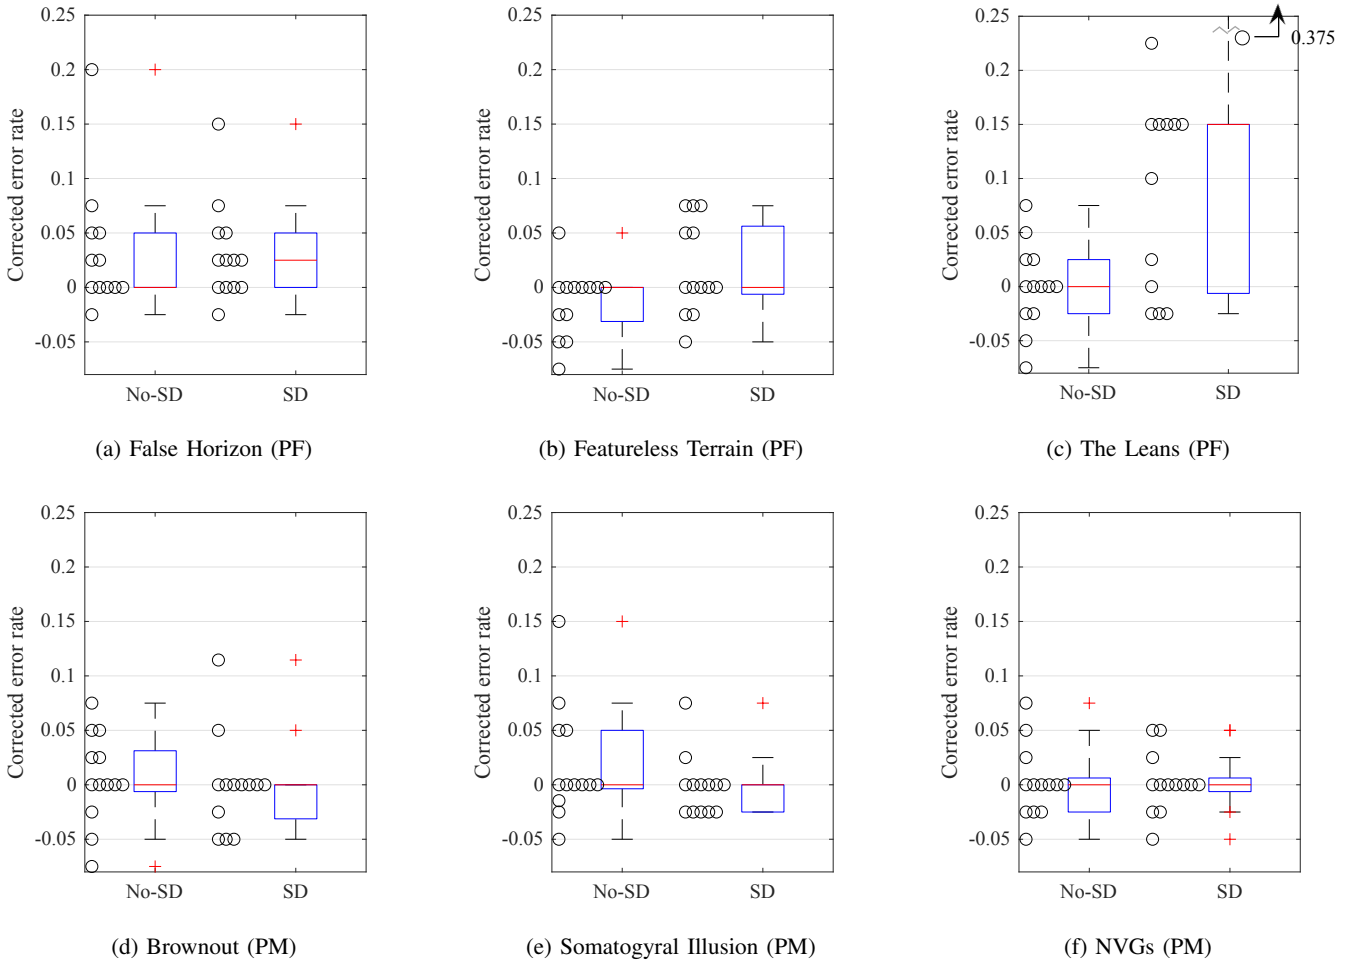 0.25
0.2
0.15
0.1
0.05
0
-0.05
Corrected error rate
No-SD SD
(a) False Horizon (PF)
0.25
0.2
0.15
0.1
0.05
0
-0.05
Corrected error rate
No-SD SD
(b) Featureless Terrain (PF)
0.25
0.2
0.15
0.1
0.05
0
-0.05
Corrected error rate
0.375
No-SD SD
(c) The Leans (PF)
0.25
0.2
0.15
0.1
0.05
0
-0.05
Corrected error rate
No-SD SD
(d) Brownout (PM)
0.25
0.2
0.15
0.1
0.05
0
-0.05
Corrected error rate
No-SD SD
(e) Somatogyral Illusion (PM)
0.25
0.2
0.15
0.1
0.05
0
-0.05
Corrected error rate
No-SD SD
(f) NVGs (PM)